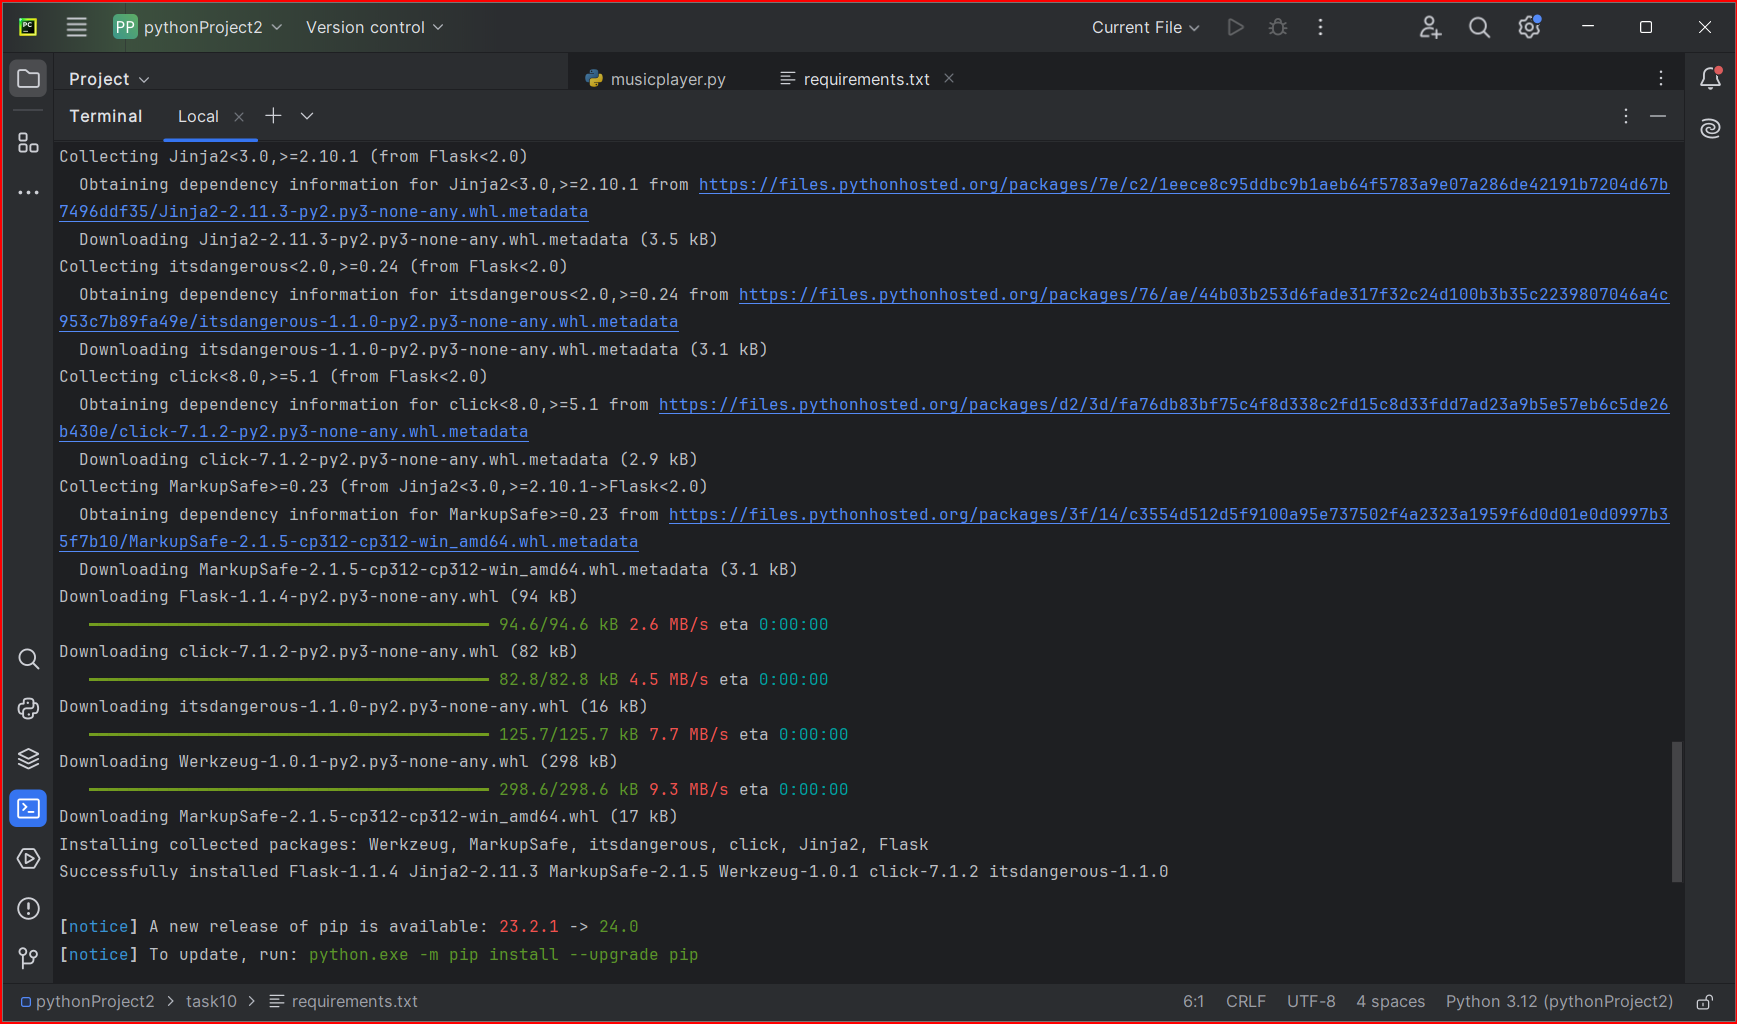 PC
PP pythonProject2 Version control Current File
Project musicplayer.py requirements.txt
Terminal Local
Collecting Jinja2<3.0,>=2.10.1 (from Flask<2.0)
Obtaining dependency information for Jinja2<3.0,>=2.10.1 from https://files.pythonhosted.org/packages/7e/c2/1eece8c95ddbc9b1aeb64f5783a9e07a286de42191b7204d67b
7496ddf35/Jinja2-2.11.3-py2.py3-none-any.whl.metadata
Downloading Jinja2-2.11.3-py2.py3-none-any.whl.metadata (3.5 kB)
Collecting itsdangerous<2.0,>=0.24 (from Flask<2.0)
Obtaining dependency information for itsdangerous<2.0,>=0.24 from https://files.pythonhosted.org/packages/76/ae/44b03b253d6fade317f32c24d100b3b35c2239807046a4c
953c7b89fa49e/itsdangerous-1.1.0-py2.py3-none-any.whl.metadata
Downloading itsdangerous-1.1.0-py2.py3-none-any.whl.metadata (3.1 kB)
Collecting click<8.0,>=5.1 (from Flask<2.0)
Obtaining dependency information for click<8.0,>=5.1 from https://files.pythonhosted.org/packages/d2/3d/fa76db83bf75c4f8d338c2fd15c8d33fdd7ad23a9b5e57eb6c5de26
b430e/click-7.1.2-py2.py3-none-any.whl.metadata
Downloading click-7.1.2-py2.py3-none-any.whl.metadata (2.9 kB)
Collecting MarkupSafe>=0.23 (from Jinja2<3.0,>=2.10.1->Flask<2.0)
Obtaining dependency information for MarkupSafe>=0.23 from https://files.pythonhosted.org/packages/3f/14/c3554d512d5f9100a95e737502f4a2323a1959f6d0d01e0d0997b3
5f7b10/MarkupSafe-2.1.5-cp312-cp312-win_amd64.whl.metadata
Downloading MarkupSafe-2.1.5-cp312-cp312-win_amd64.whl.metadata (3.1 kB)
Downloading Flask-1.1.4-py2.py3-none-any.whl (94 kB)
94.6/94.6 kB 2.6 MB/s eta 0:00:00
Downloading click-7.1.2-py2.py3-none-any.whl (82 kB)
82.8/82.8 kB 4.5 MB/s eta 0:00:00
Downloading itsdangerous-1.1.0-py2.py3-none-any.whl (16 kB)
125.7/125.7 kB 7.7 MB/s eta 0:00:00
Downloading Werkzeug-1.0.1-py2.py3-none-any.whl (298 kB)
298.6/298.6 kB 9.3 MB/s eta 0:00:00
Downloading MarkupSafe-2.1.5-cp312-cp312-win_amd64.whl (17 kB)
Installing collected packages: Werkzeug, MarkupSafe, itsdangerous, click, Jinja2, Flask
Successfully installed Flask-1.1.4 Jinja2-2.11.3 MarkupSafe-2.1.5 Werkzeug-1.0.1 click-7.1.2 itsdangerous-1.1.0
[notice] A new release of pip is available: 23.2.1 -> 24.0
[notice] To update, run: python.exe -m pip install --upgrade pip
pythonProject2 > task10 > requirements.txt 6:1 CRLF UTF-8 4 spaces Python 3.12 (pythonProject2)